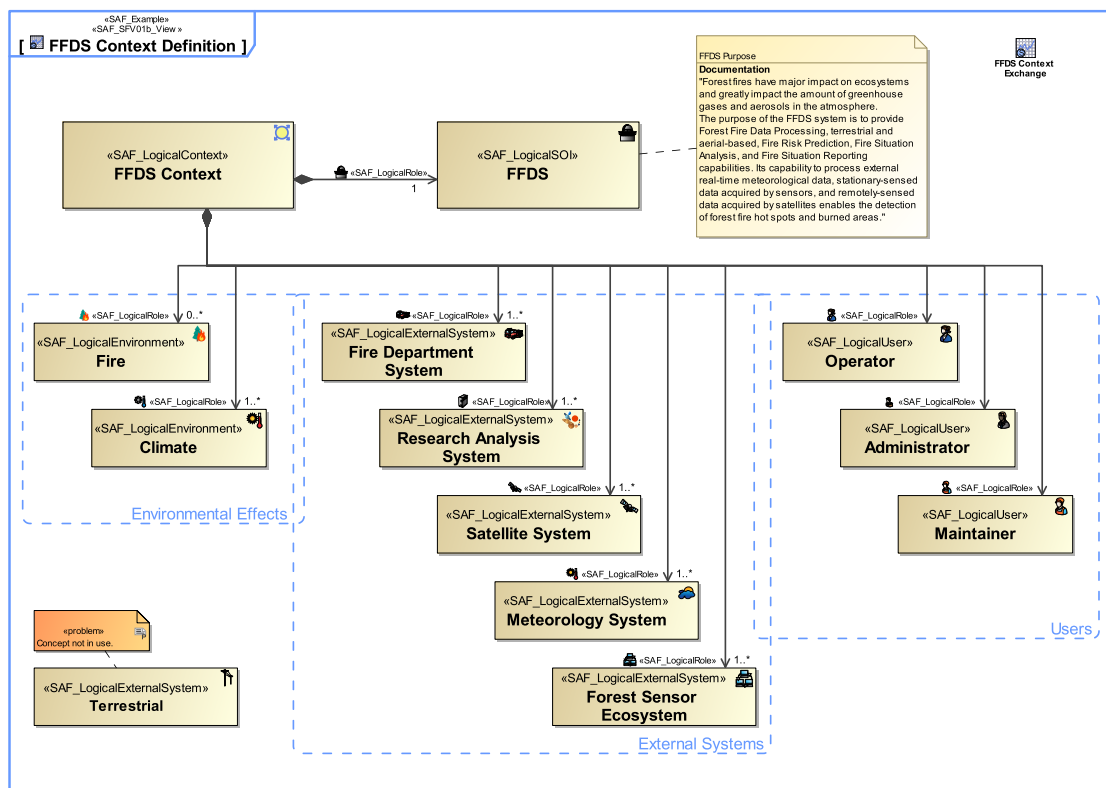 «SAF_Example»
«SAF_SFV01b_View »
[ FFDS Context Definition ]
FFDS Purpose
Documentation
"Forest fires have major impact on ecosystems
and greatly impact the amount of greenhouse
gases and aerosols in the atmosphere.
The purpose of the FFDS system is to provide
Forest Fire Data Processing, terrestrial and
aerial-based, Fire Risk Prediction, Fire Situation
Analysis, and Fire Situation Reporting
capabilities. Its capability to process external
real-time meteorological data, stationary-sensed
data acquired by sensors, and remotely-sensed
data acquired by satellites enables the detection
of forest fire hot spots and burned areas."
FFDS Context
Exchange
«SAF_LogicalContext»
FFDS Context
«SAF_LogicalRole»
1
«SAF_LogicalSOI»
FFDS
«SAF_LogicalRole» 0..*
«SAF_LogicalEnvironment»
Fire
«SAF_LogicalRole» 1..*
«SAF_LogicalEnvironment»
Climate
Environmental Effects
«SAF_LogicalRole» 1..*
«SAF_LogicalExternalSystem»
Fire Department
System
«SAF_LogicalRole» 1..*
«SAF_LogicalExternalSystem»
Research Analysis
System
«SAF_LogicalRole» 1..*
«SAF_LogicalExternalSystem»
Satellite System
«SAF_LogicalRole» 1..*
«SAF_LogicalExternalSystem»
Meteorology System
«SAF_LogicalRole» 1..*
«SAF_LogicalExternalSystem»
Forest Sensor
Ecosystem
External Systems
«SAF_LogicalRole»
«SAF_LogicalUser»
Operator
«SAF_LogicalRole»
«SAF_LogicalUser»
Administrator
«SAF_LogicalRole»
«SAF_LogicalUser»
Maintainer
Users
«problem»
Concept not in use.
«SAF_LogicalExternalSystem»
Terrestrial